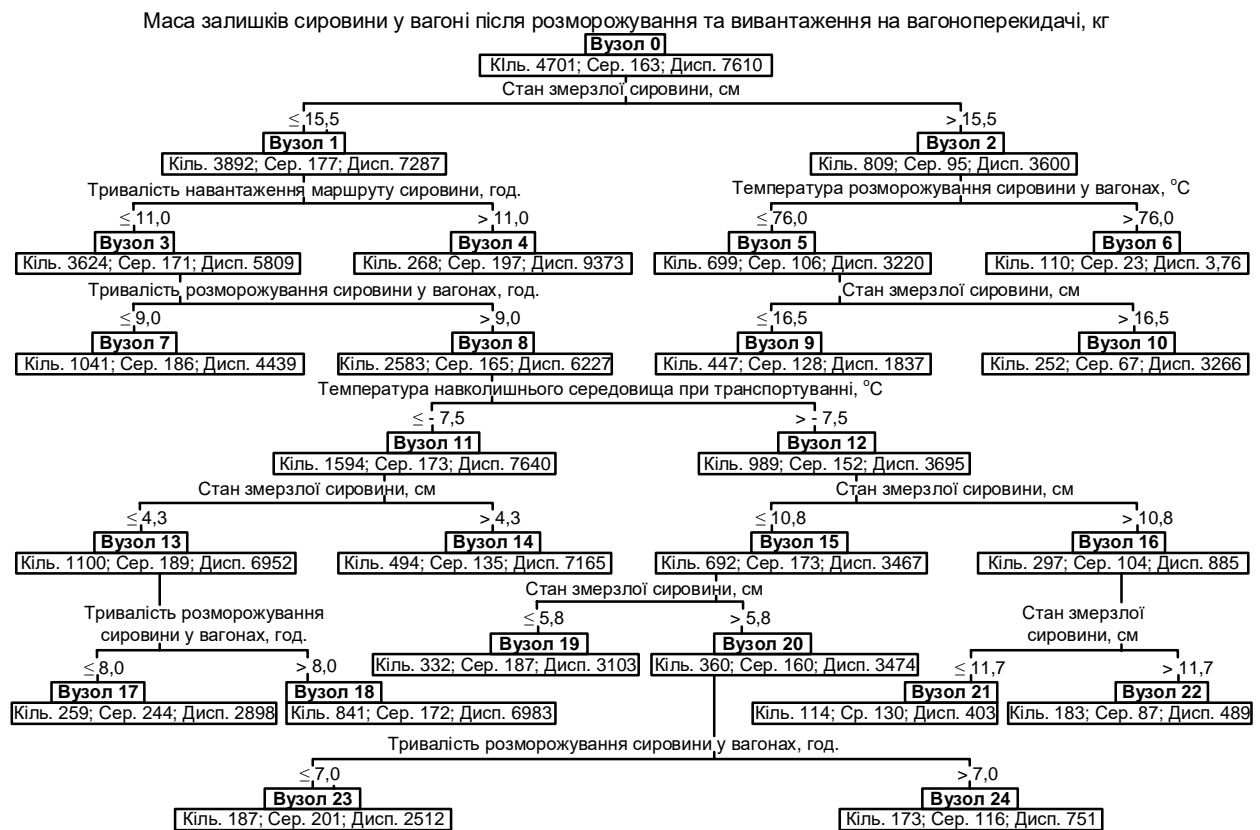 Маса залишків сировини у вагоні після розморожування та вивантаження на вагоноперекидачі, кг
Вузол 0
КІль. 4701; Сер. 163; Дисп. 7610
Стан змерзлої сировини, см
≤ 15,5
> 15,5
Вузол 1
Вузол 2
Кіль. 3892; Сер. 177; Дисп. 7287
Кіль. 809; Сер. 95; Дисп. 3600
Тривалість навантаження маршруту сировини, год.
Температура розморожування сировини у вагонах, °С
≤ 11,0
> 11,0
≤ 76,0
> 76,0
Вузол 3
Вузол 4
Вузол 5
Вузол 6
Кіль. 3624; Сер. 171; Дисп. 5809
Кіль. 268; Сер. 197; Дисп. 9373
Кіль. 699; Сер. 106; Дисп. 3220
Кіль. 110; Сер. 23; Дисп. 3,76
Тривалість розморожування сировини у вагонах, год.
Стан змерзлої сировини, см
≤ 9,0
> 9,0
≤ 16,5
> 16,5
Вузол 7
Вузол 8
Вузол 9
Вузол 10
Кіль. 1041; Сер. 186; Дисп. 4439
Кіль. 2583; Сер. 165; Дисп. 6227
Кіль. 447; Сер. 128; Дисп. 1837
Кіль. 252; Сер. 67; Дисп. 3266
Температура навколишнього середовища при транспортуванні, °С
≤ - 7,5
> - 7,5
Вузол 11
Вузол 12
Кіль. 1594; Сер. 173; Дисп. 7640
Кіль. 989; Сер. 152; Дисп. 3695
Стан змерзлої сировини, см
Стан змерзлої сировини, см
≤ 4,3
> 4,3
≤ 10,8
> 10,8
Вузол 13
Вузол 14
Вузол 15
Вузол 16
Кіль. 1100; Сер. 189; Дисп. 6952
Кіль. 494; Сер. 135; Дисп. 7165
Кіль. 692; Сер. 173; Дисп. 3467
Кіль. 297; Сер. 104; Дисп. 885
Тривалість розморожування
сировини у вагонах, год.
Стан змерзлої сировини, см
Стан змерзлої
сировини, см
≤ 8,0
> 8,0
≤ 5,8
> 5,8
≤ 11,7
> 11,7
Вузол 19
Вузол 20
Кіль. 332; Сер. 187; Дисп. 3103
Кіль. 360; Сер. 160; Дисп. 3474
Вузол 17
Вузол 18
Вузол 21
Вузол 22
Кіль. 259; Сер. 244; Дисп. 2898
Кіль. 841; Сер. 172; Дисп. 6983
Кіль. 114; Ср. 130; Дисп. 403
Кіль. 183; Сер. 87; Дисп. 489
Тривалість розморожування сировини у вагонах, год.
≤ 7,0
> 7,0
Вузол 23
Вузол 24
Кіль. 187; Сер. 201; Дисп. 2512
Кіль. 173; Сер. 116; Дисп. 751